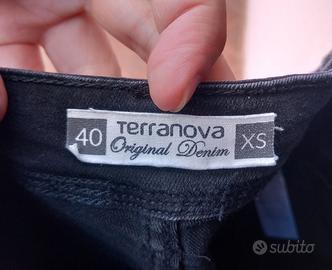 40 Terranova XS
Original Denim
subito